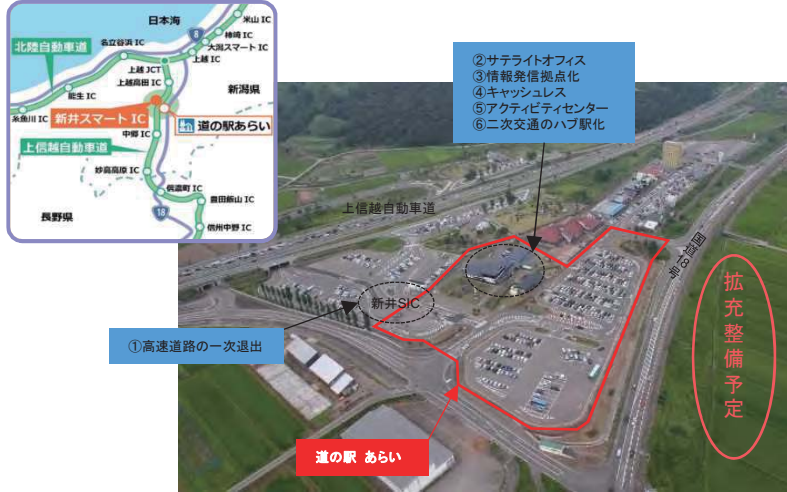 日本海
米山 IC
柿崎 IC
大潟スマート IC
上越 IC
名立谷浜 IC
北陸自動車道
8
上越 JCT
上越高田 IC
新潟県
能生 IC
糸魚川 IC
新井スマート IC
道の駅あらい
中郷 IC
上信越自動車道
妙高高原 IC
信濃町 IC
豊田飯山 IC
18
長野県
信州中野 IC
②サテライトオフィス
③情報発信拠点化
④キャッシュレス
⑤アクティビティセンター
⑥二次交通のハブ駅化
上信越自動車道
国道18号
新井SIC
①高速道路の一次退出
拡充整備予定
道の駅 あらい